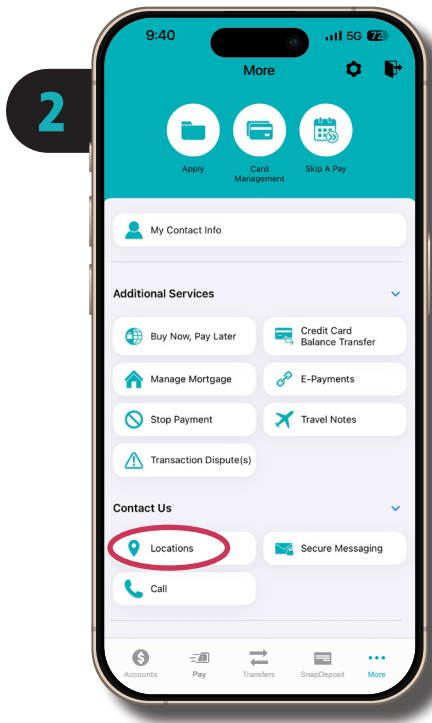 2
9:40
5G 72
More
Apply
Card
Management
Skip A Pay
My Contact Info
Additional Services
Buy Now, Pay Later
Credit Card
Balance Transfer
Manage Mortgage
E-Payments
Stop Payment
Travel Notes
Transaction Dispute(s)
Contact Us
Locations
Secure Messaging
Call
Accounts
Pay
Transfers
SnapDeposit
More